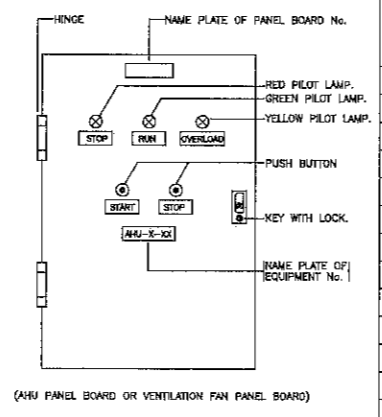 HINGE
NAME PLATE OF PANEL BOARD No.
RED PILOT LAMP.
GREEN PILOT LAMP.
YELLOW PILOT LAMP.
STOP RUN OVERLOAD
PUSH BUTTON
START STOP
KEY WITH LOCK.
AHU-X-XX
NAME PLATE OF
EQUIPMENT No.
(AHU PANEL BOARD OR VENTILATION FAN PANEL BOARD)